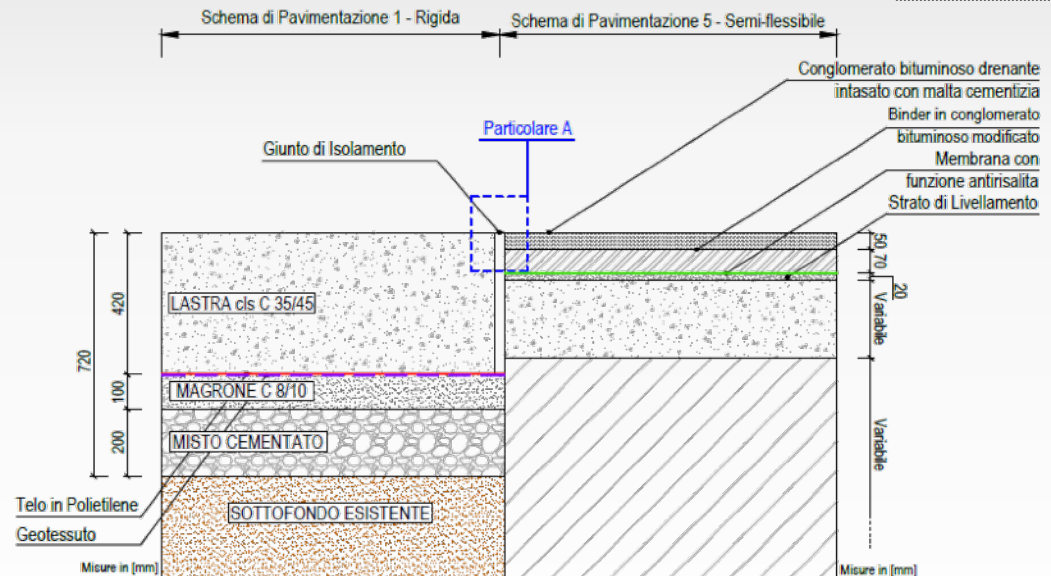 Schema di Pavimentazione 1 - Rigida
Schema di Pavimentazione 5 - Semi-flessibile
Conglomerato bituminoso drenante
intasato con malta cementizia
Binder in conglomerato
bituminoso modificato
Membrana con
funzione antirisalita
Strato di Livellamento
Particolare A
Giunto di Isolamento
720
420
100
200
LASTRA cls C 35/45
MAGRONE C 8/10
MISTO CEMENTATO
SOTTOFONDO ESISTENTE
Telo in Polietilene
Geotessuto
Misure in [mm]
50
70
20
Variabile
Variabile
Misure in [mm]